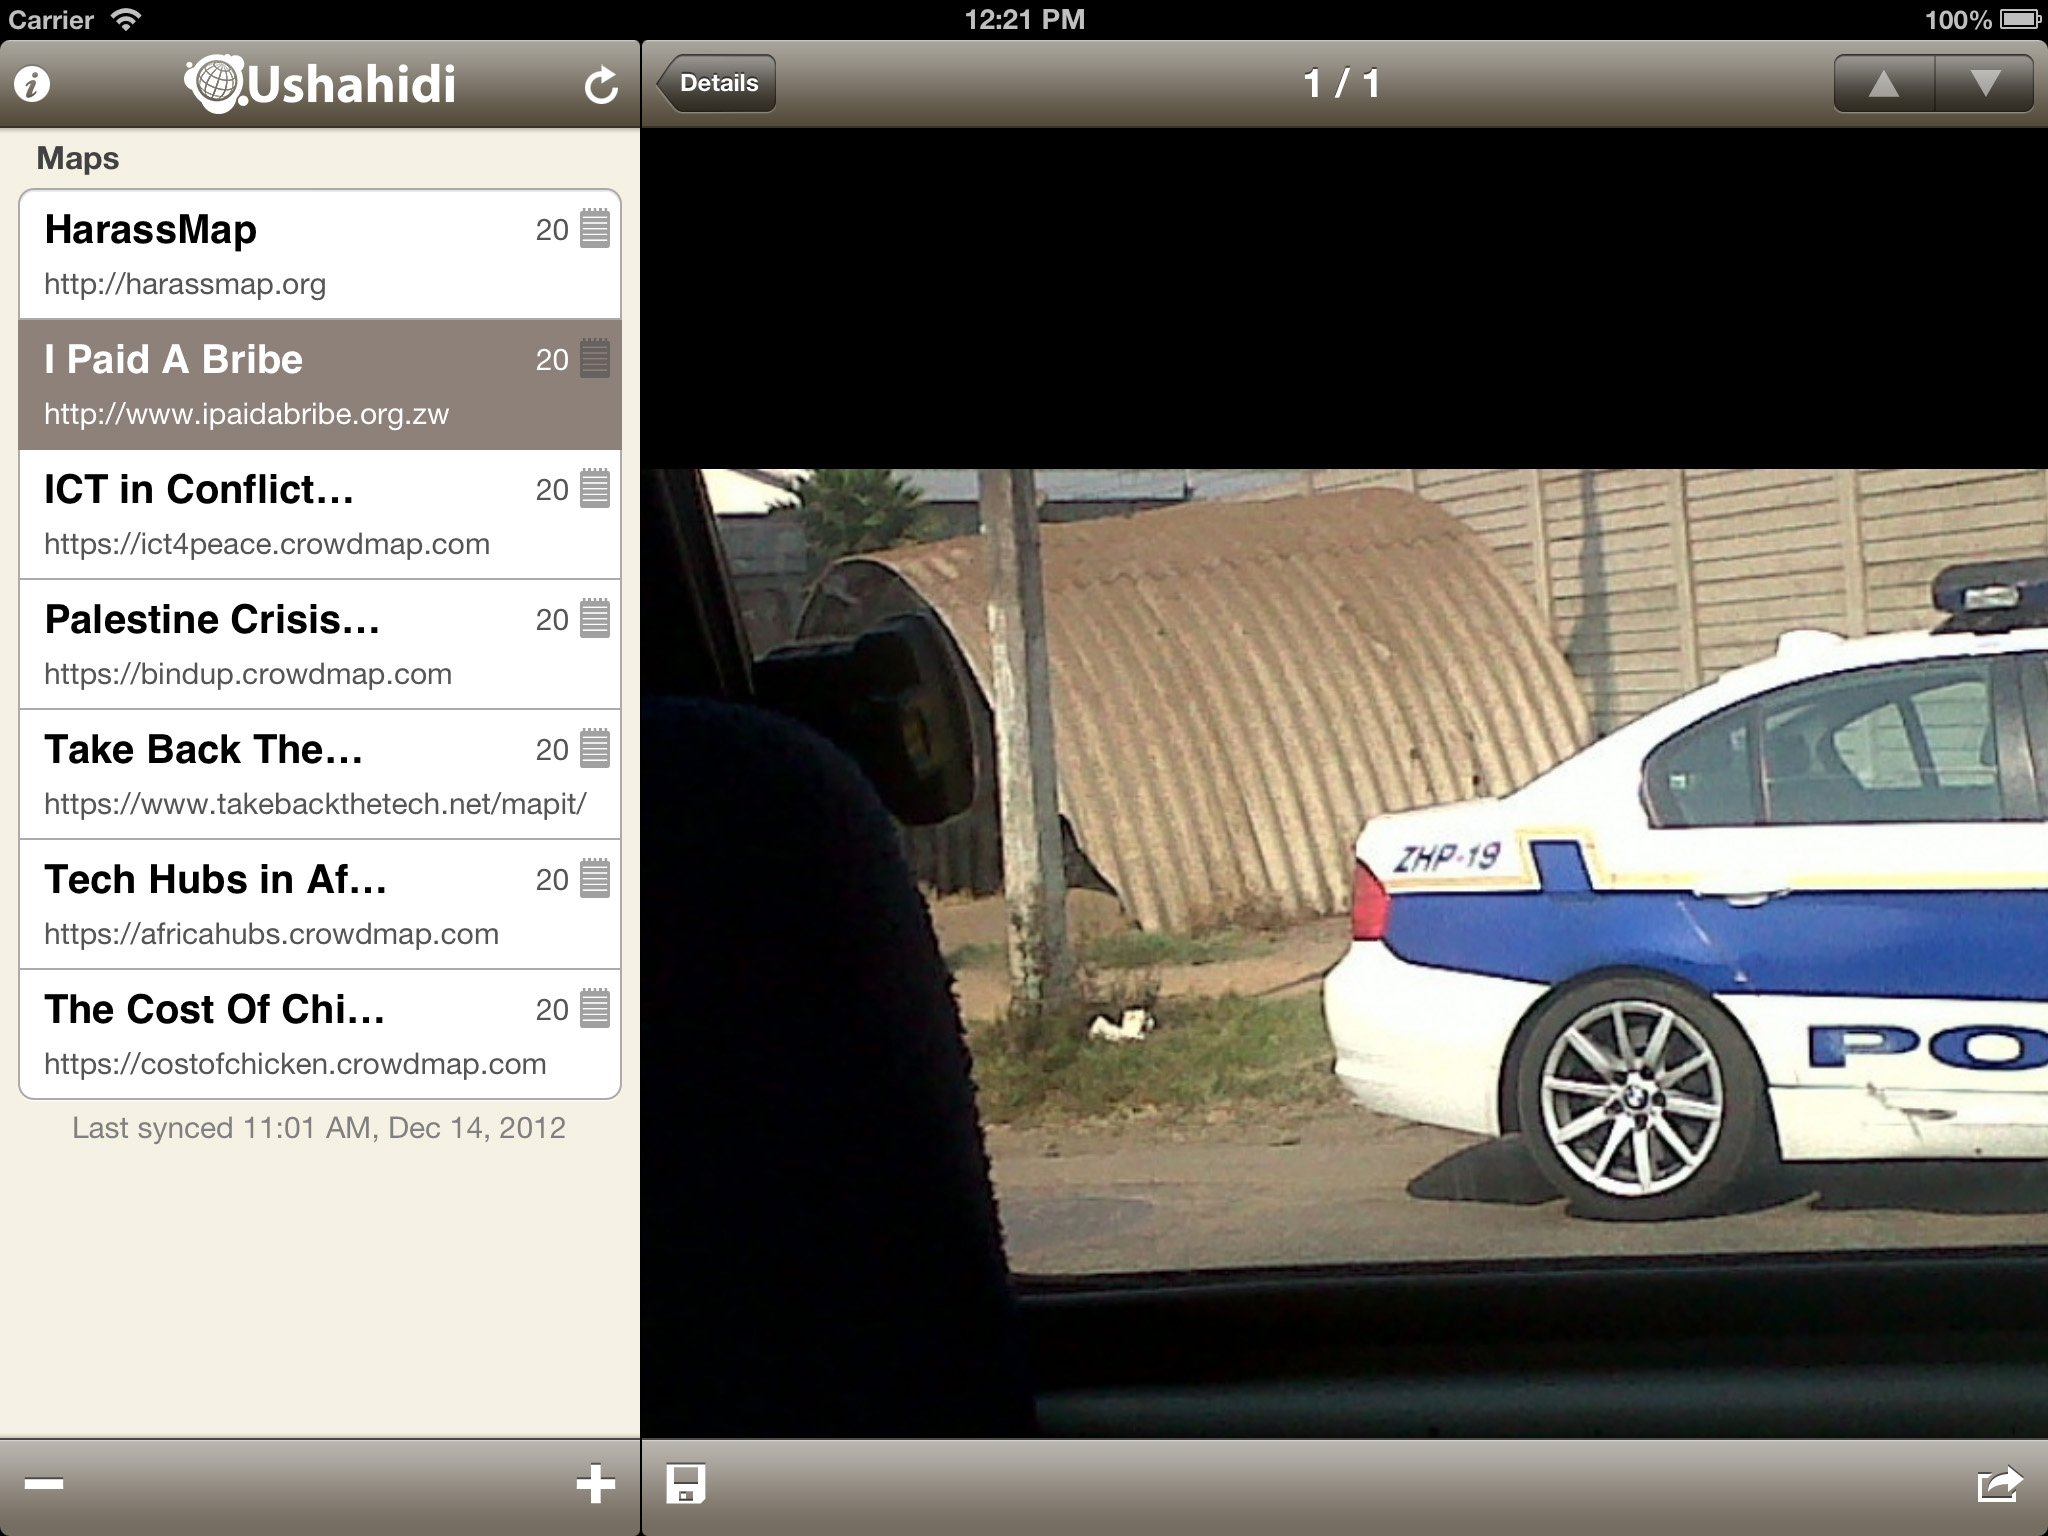 Carrier
12:21 PM
100%
Ushahidi
Details
1 / 1
Maps
HarassMap
20
http://harassmap.org
I Paid A Bribe
20
http://www.ipaidabribe.org.zw
ICT in Conflict...
20
https://ict4peace.crowdmap.com
Palestine Crisis...
20
https://bindup.crowdmap.com
Take Back The...
20
https://www.takebackthetech.net/mapit/
Tech Hubs in Af...
20
https://africahubs.crowdmap.com
The Cost Of Chi...
20
https://costofchicken.crowdmap.com
Last synced 11:01 AM, Dec 14, 2012
ZHP-19
PO